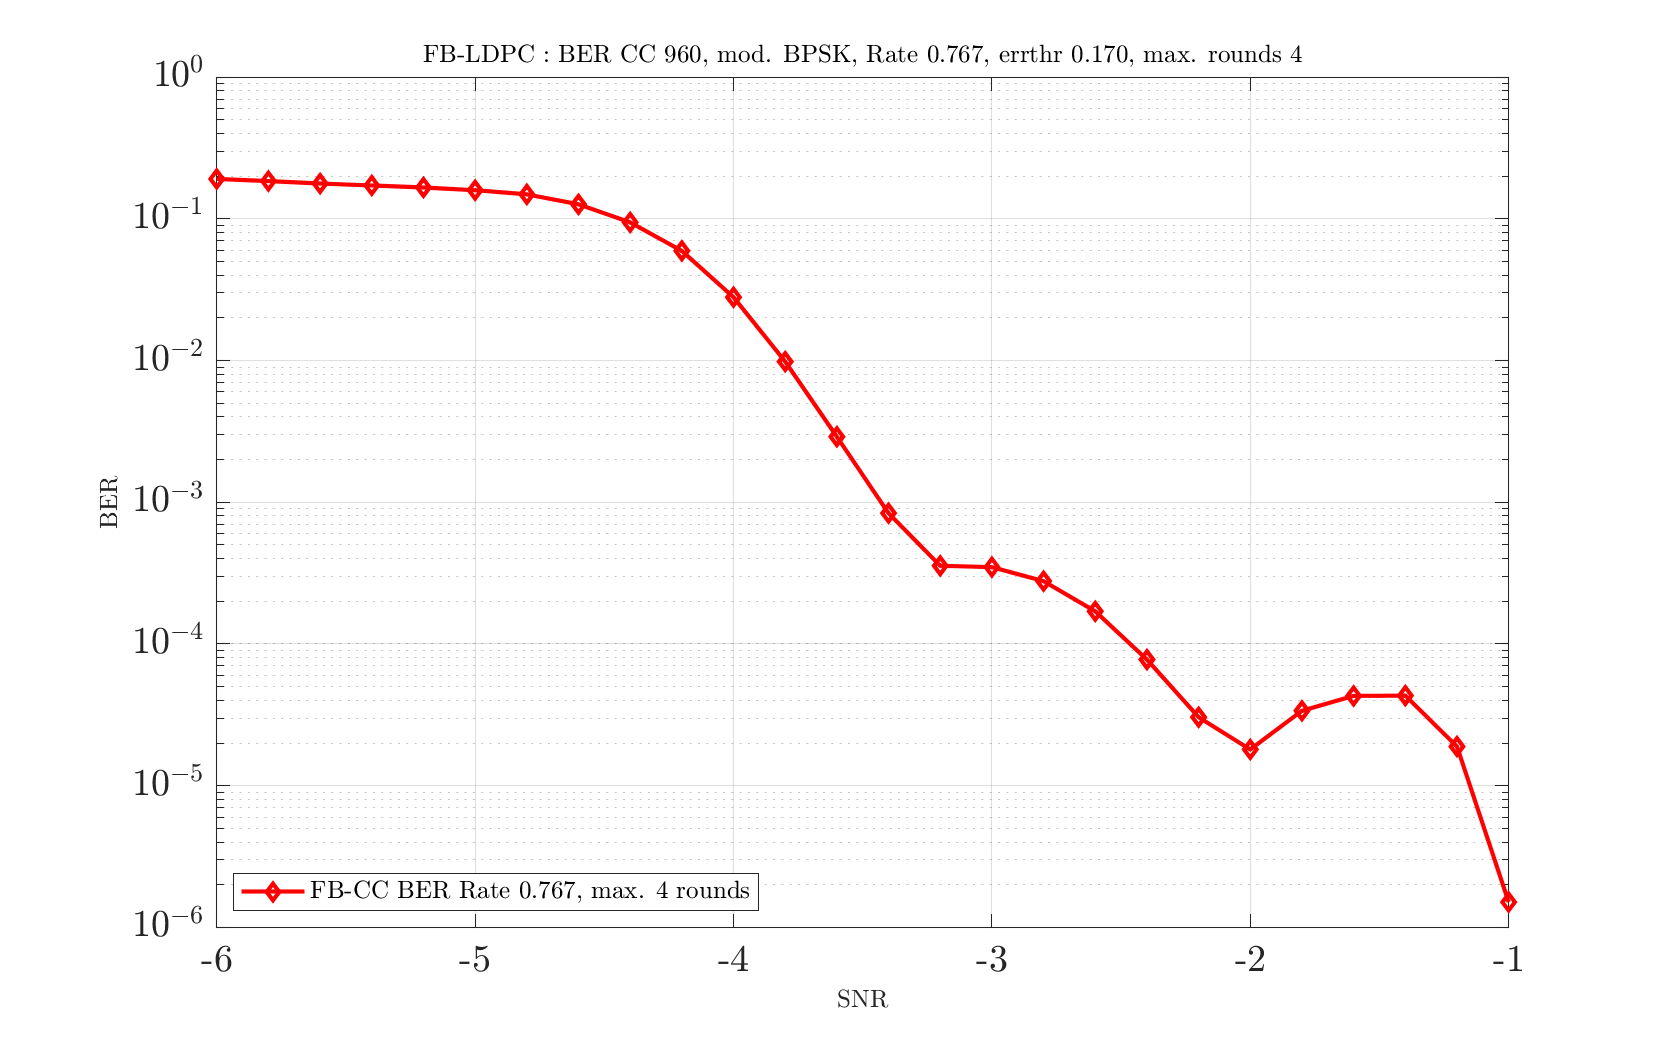 FB-LDPC : BER CC 960, mod. BPSK, Rate 0.767, errthr 0.170, max. rounds 4
10^0
10^-1
10^-2
10^-3
10^-4
10^-5
10^-6
BER
FB-CC BER Rate 0.767, max. 4 rounds
-6 -5 -4 -3 -2 -1
SNR